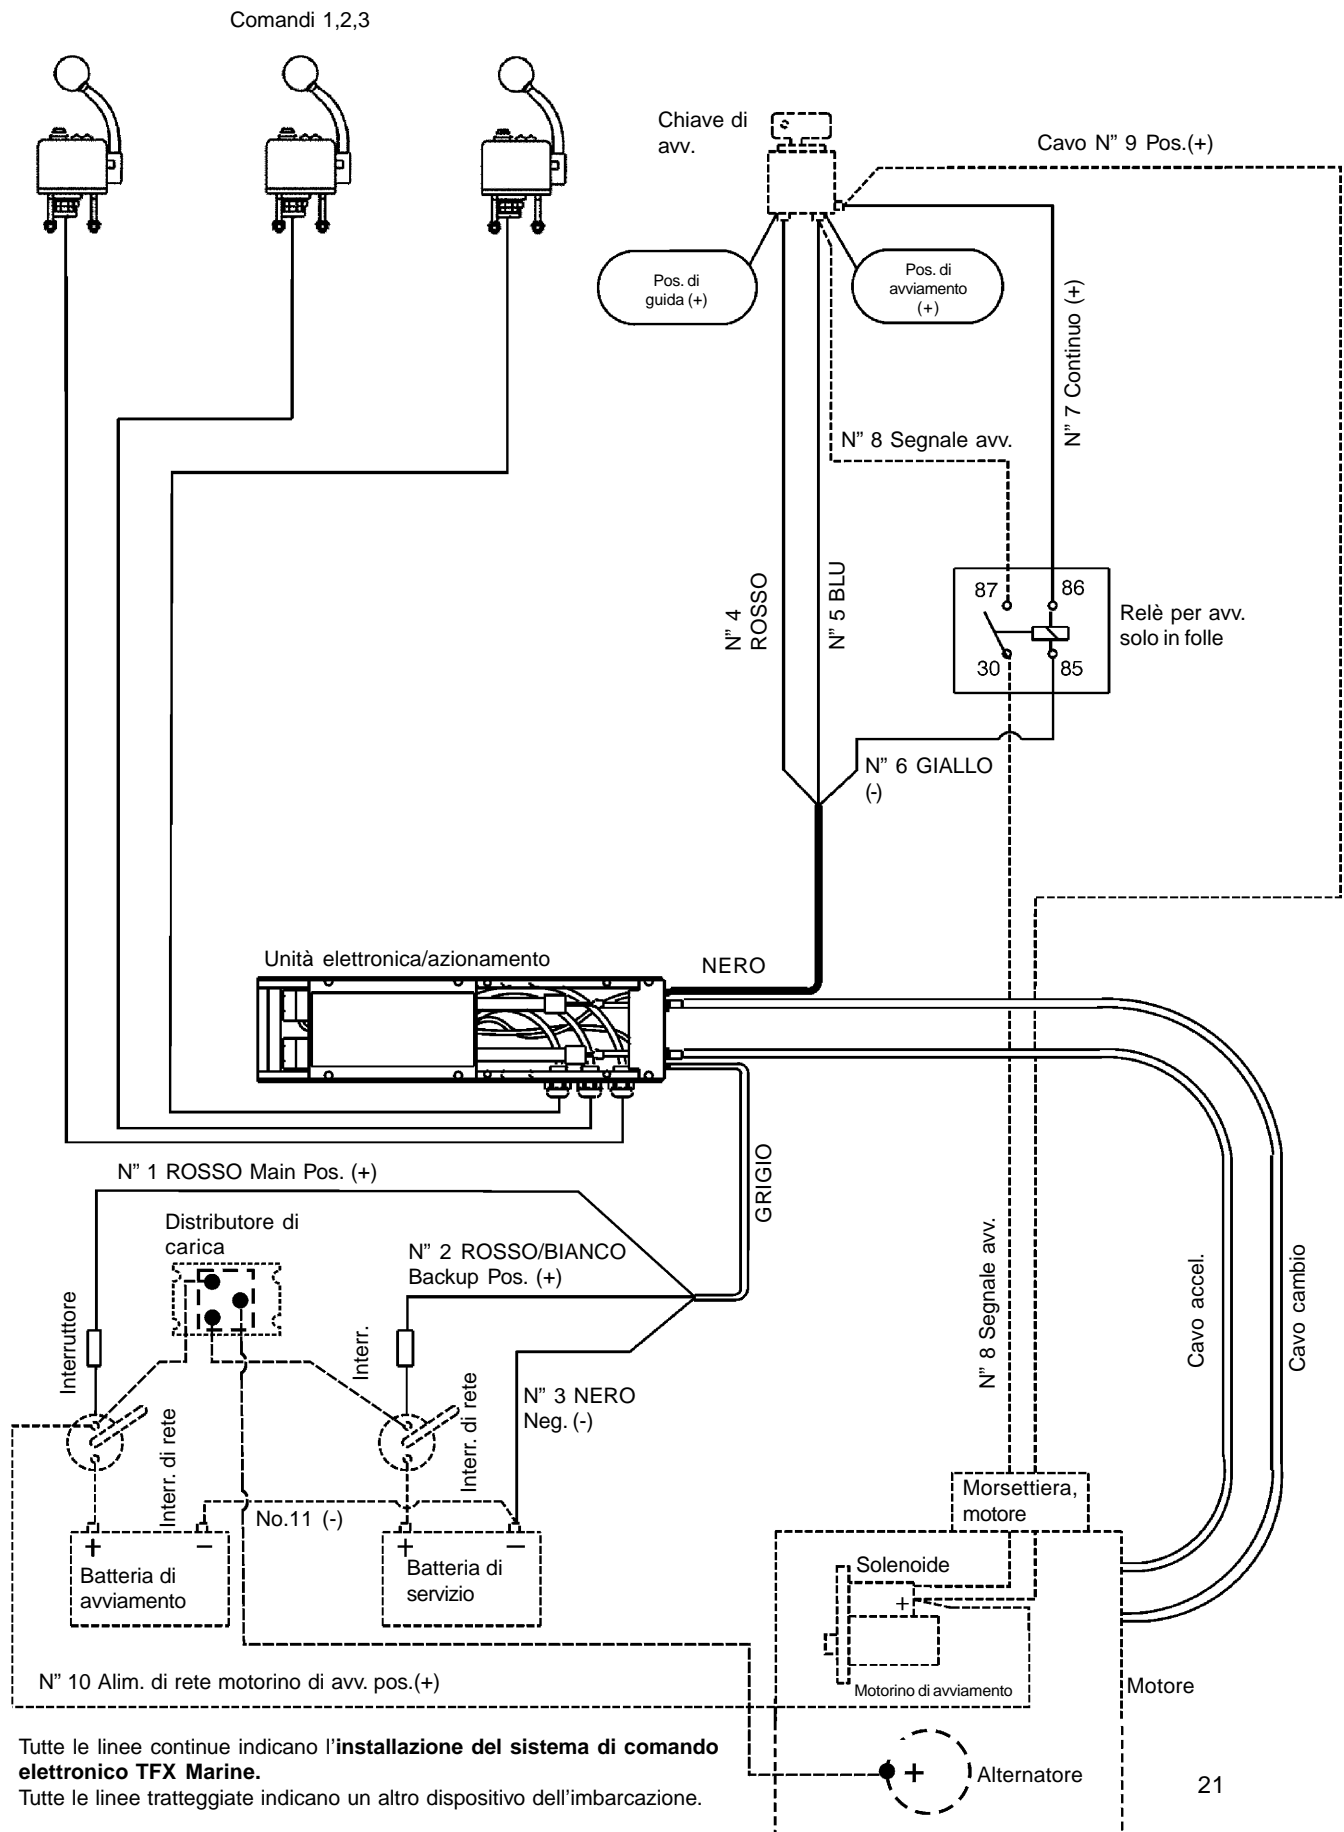 Comandi 1,2,3
Chiave di
avv.
Cavo N” 9 Pos.(+)
Pos. di
guida (+)
Pos. di
avviamento
(+)
N” 7 Continuo (+)
N” 8 Segnale avv.
N” 4
ROSSO
N” 5 BLU
87
86
30
85
Relè per avv.
solo in folle
N” 6 GIALLO
(-)
Unità elettronica/azionamento
NERO
GRIGIO
N” 1 ROSSO Main Pos. (+)
Distributore di
carica
N” 2 ROSSO/BIANCO
Backup Pos. (+)
Interruttore
Interr.
N” 3 NERO
Neg. (-)
Interr. di rete
Interr. di rete
No.11 (-)
+
−
Batteria di
avviamento
+
−
Batteria di
servizio
N” 8 Segnale avv.
Cavo accel.
Cavo cambio
Morsettiera,
motore
Solenoide
+
Motorino di avviamento
Motore
N” 10 Alim. di rete motorino di avv. pos.(+)
+
Alternatore
Tutte le linee continue indicano l’installazione del sistema di comando
elettronico TFX Marine.
Tutte le linee tratteggiate indicano un altro dispositivo dell’imbarcazione.
21